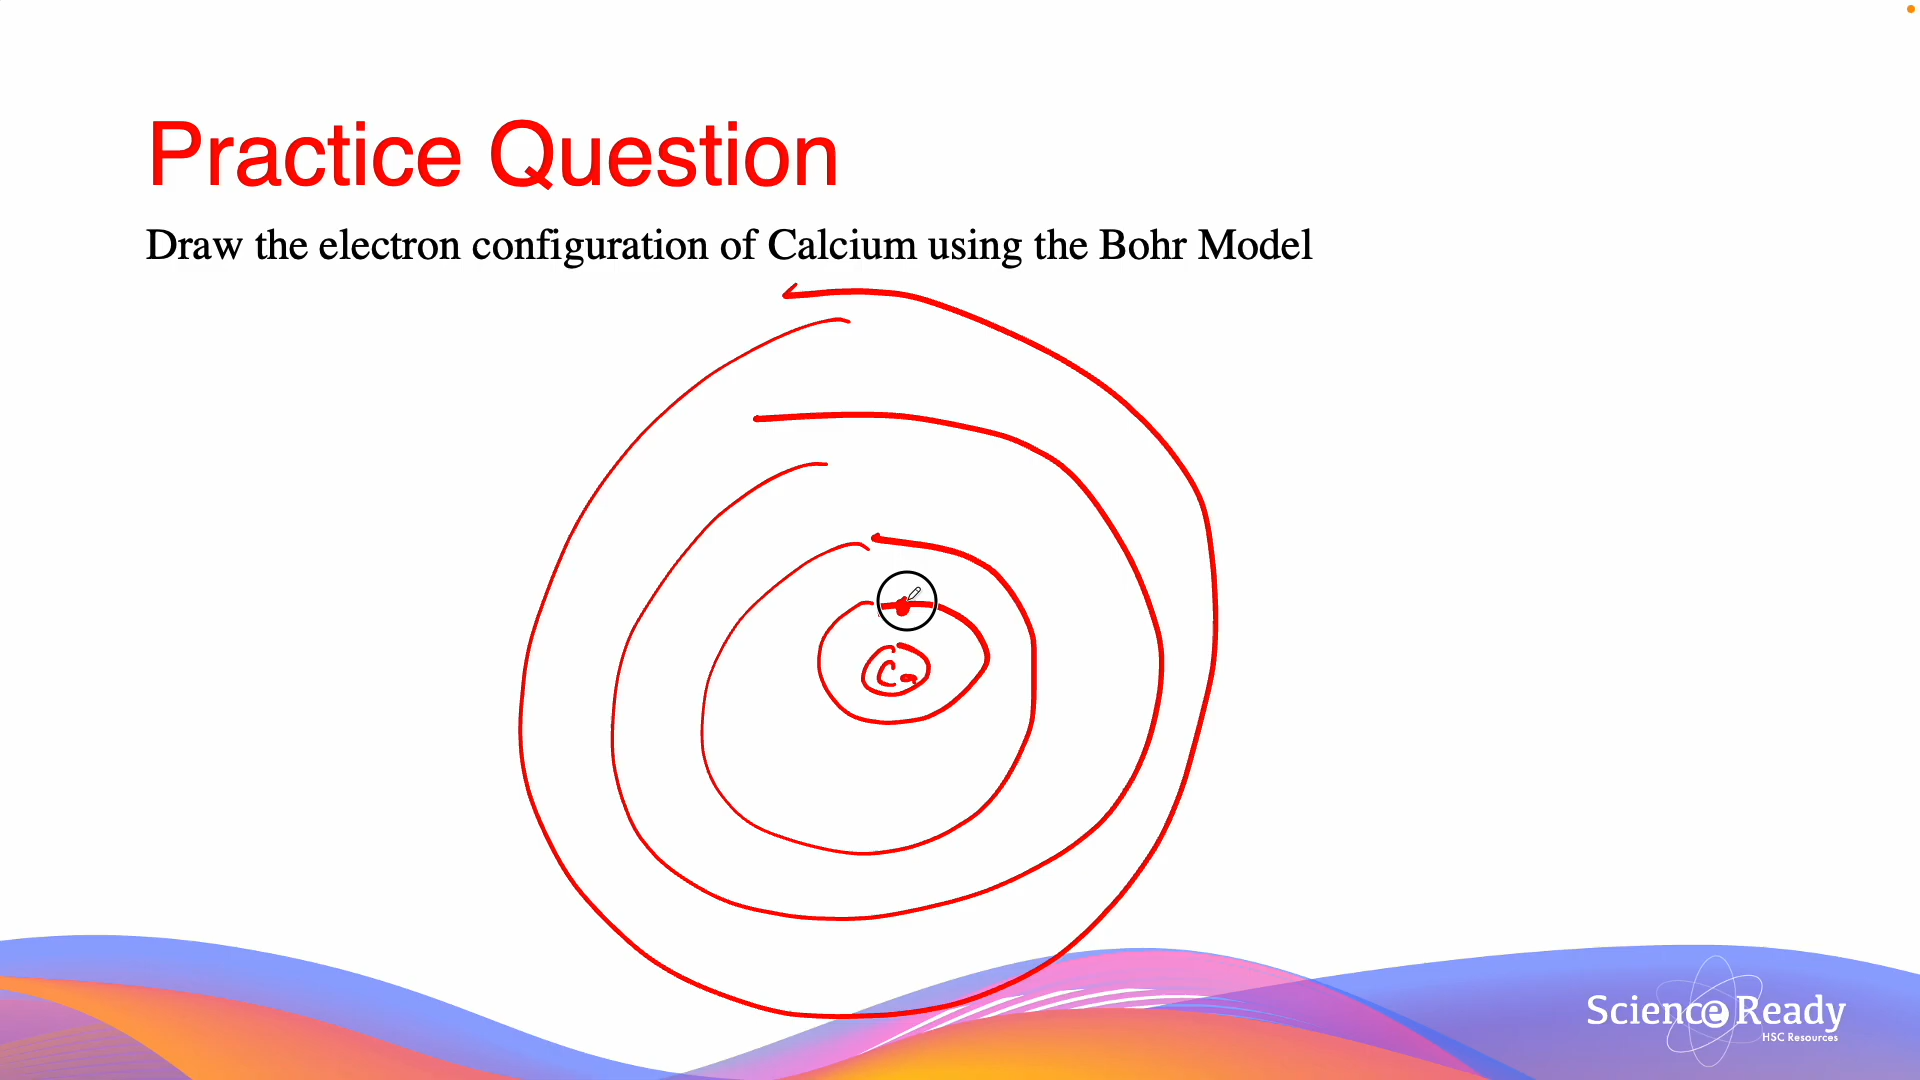 Practice Question
Draw the electron configuration of Calcium using the Bohr Model
Ca
Science Ready
HSC Resources